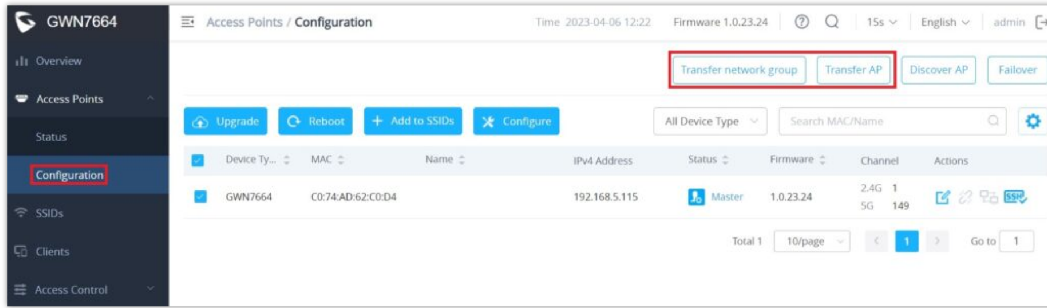 GWN7664
Access Points / Configuration
Time 2023-04-06 12:22
Firmware 1.0.23.24
15s
English
admin
Overview
Access Points
Status
Configuration
SSIDs
Clients
Access Control
Transfer network group
Transfer AP
Discover AP
Failover
Upgrade
Reboot
+ Add to SSIDs
Configure
All Device Type
Search MAC/Name
Device Ty... MAC Name IPv4 Address Status Firmware Channel Actions
GWN7664 C0:74:AD:62:C0:D4 192.168.5.115 Master 1.0.23.24 2.4G 1
5G 149
SSID
Total 1 10/page < 1 > Go to 1